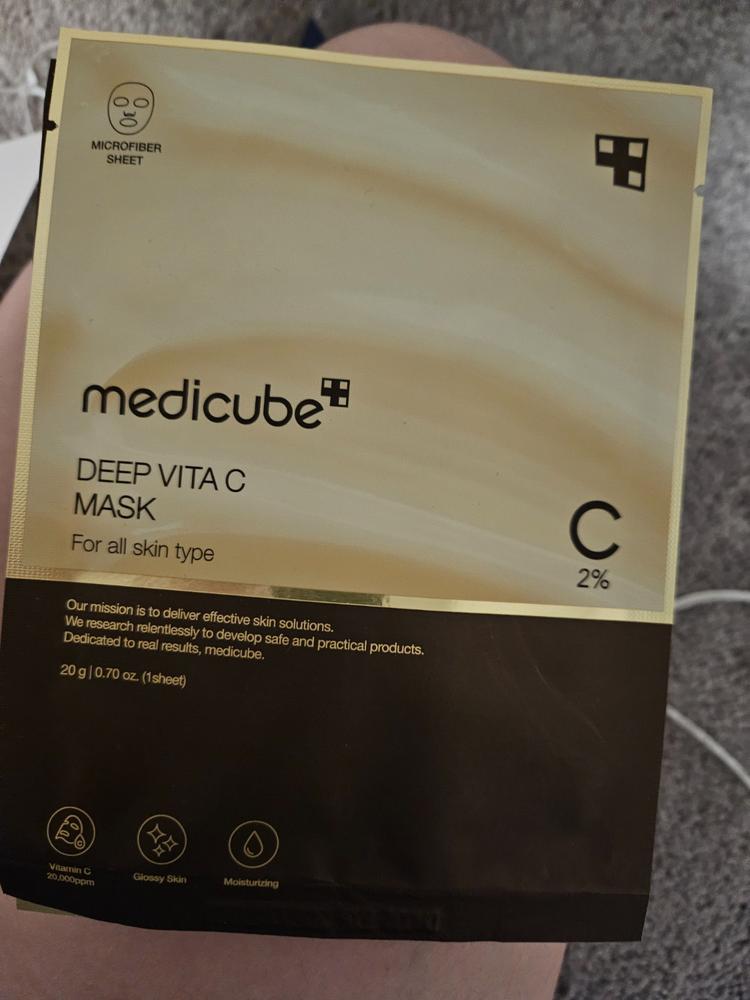 MICROFIBER
SHEET
medicube
DEEP VITA C
MASK
For all skin type
C
2%
Our mission is to deliver effective skin solutions.
We research relentlessly to develop safe and practical products.
Dedicated to real results, medicube.
20 g | 0.70 oz. (1sheet)
Vitamin C
20,000ppm
Glossy Skin
Moisturizing